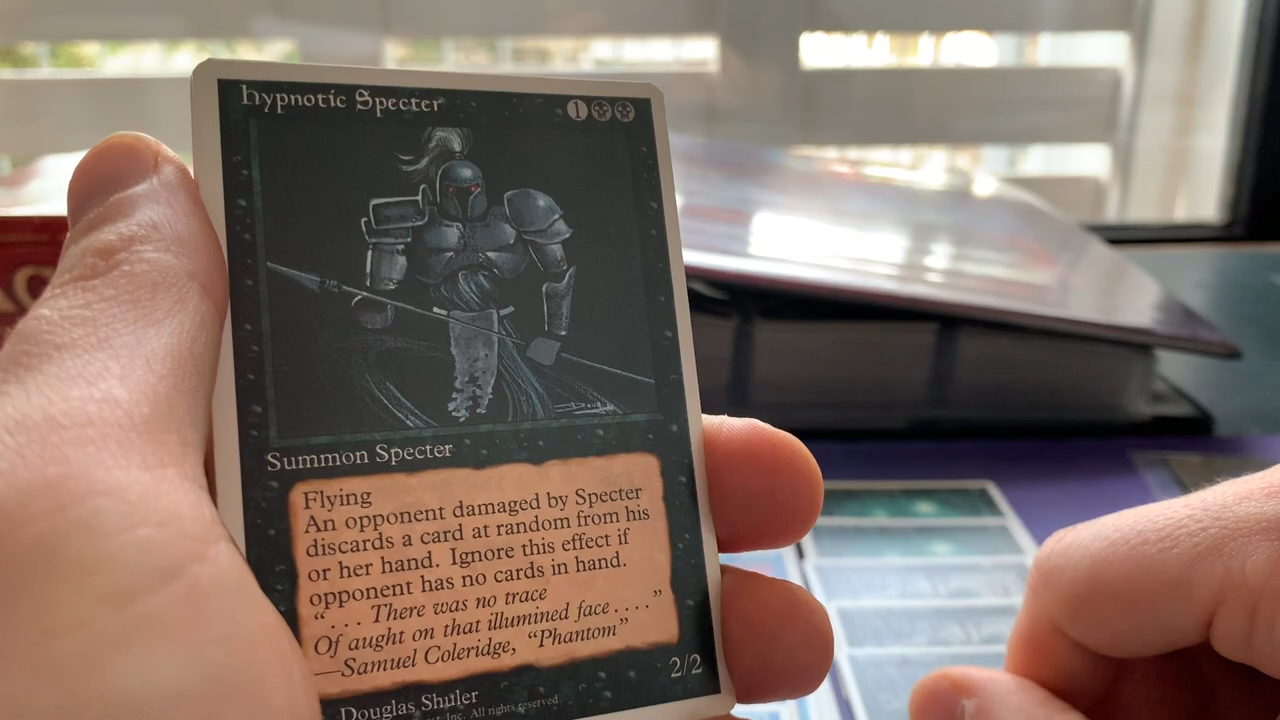 Hypnotic Specter
1
Summon Specter
Flying
An opponent damaged by Specter
discards a card at random from his
or her hand. Ignore this effect if
opponent has no cards in hand.
“. . . There was no trace
Of aught on that illumined face . . . .”
—Samuel Coleridge, “Phantom”
2/2
Douglas Shuler
Inc. All rights reserved.